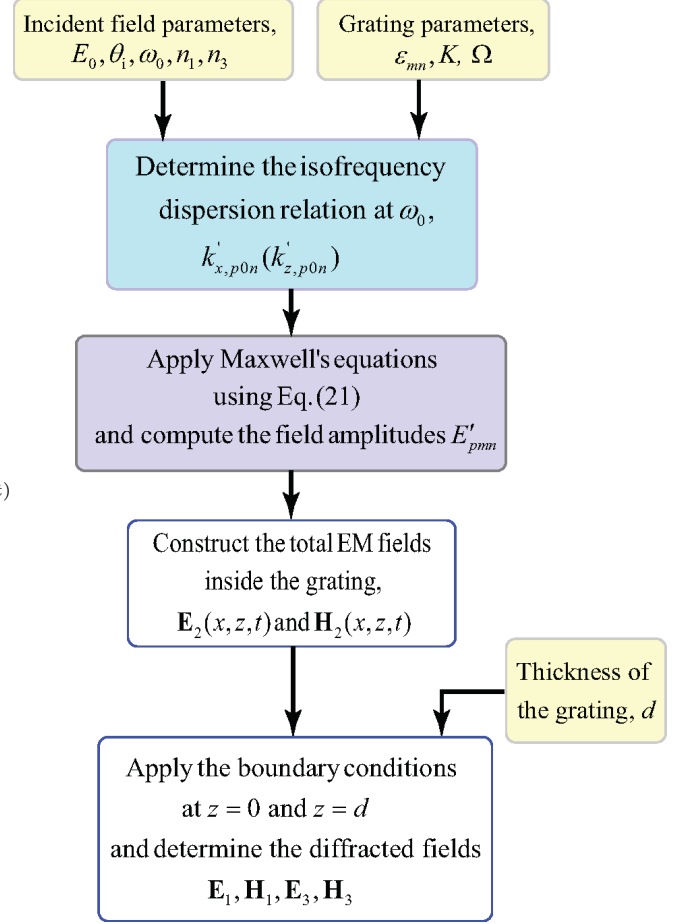 Incident field parameters,
E₀, θᵢ, ω₀, n₁, n₃
Grating parameters,
εₘₙ, K, Ω
Determine the isofrequency
dispersion relation at ω₀,
k'ₓ,ₚ₀ₙ(k'_{z,p0n})
Apply Maxwell's equations
using Eq. (21)
and compute the field amplitudes E′ₚₘₙ
t)
Construct the total EM fields
inside the grating,
E₂(x,z,t) and H₂(x,z,t)
Thickness of
the grating, d
Apply the boundary conditions
at z = 0 and z = d
and determine the diffracted fields
E₁, H₁, E₃, H₃